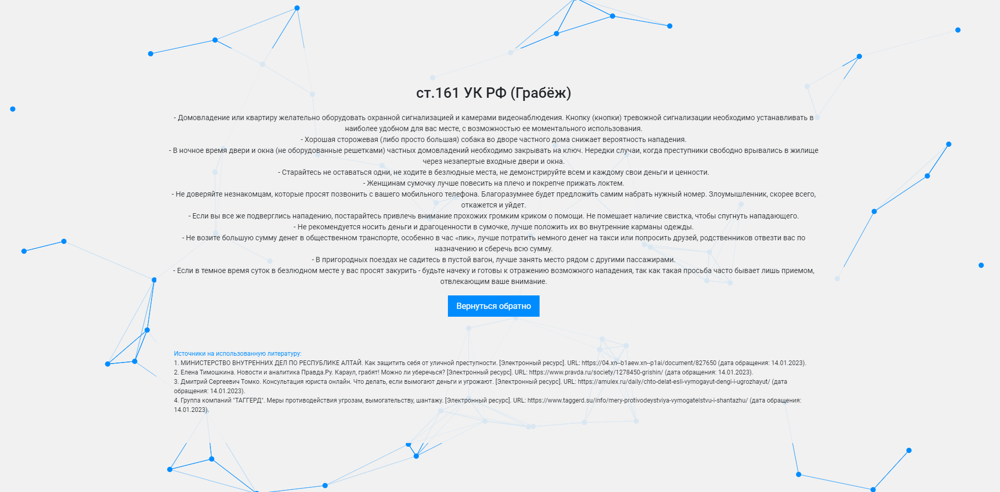 ст.161 УК РФ (Грабёж)
- Домовладение или квартиру желательно оборудовать охранной сигнализацией и камерами видеонаблюдения. Кнопку (кнопки) тревожной сигнализации необходимо устанавливать в
наиболее удобном для вас месте, с возможностью ее моментального использования.
- Хорошая сторожевая (либо просто большая) собака во дворе частного дома снижает вероятность нападения.
- В ночное время двери и окна (не оборудованные решетками) частных домовладений необходимо закрывать на ключ. Нередки случаи, когда преступники свободно врывались в жилище
через незапертые входные двери и окна.
- Старайтесь не оставаться одни, не ходите в безлюдные места, не демонстрируйте всем и каждому свои деньги и ценности.
- Женщинам сумочку лучше повесить на плечо и покрепче прижать локтем.
- Не доверяйте незнакомцам, которые просят позвонить с вашего мобильного телефона. Благоразумнее будет предложить самим набрать нужный номер. Злоумышленник, скорее всего,
откажется и уйдет.
- Если вы все же подверглись нападению, постарайтесь привлечь внимание прохожих громким криком о помощи. Не помешает наличие свистка, чтобы спугнуть нападающего.
- Не рекомендуется носить деньги и драгоценности в сумочке, лучше положить их во внутренние карманы одежды.
- Не возите большую сумму денег в общественном транспорте, особенно в час «пик», лучше потратить немного денег на такси или попросить друзей, родственников отвезти вас по
назначению и сберечь всю сумму.
- В пригородных поездах не садитесь в пустой вагон, лучше занять место рядом с другими пассажирами.
- Если в темное время суток в безлюдном месте у вас просят закурить - будьте начеку и готовы к отражению возможного нападения, так как такая просьба часто бывает лишь приемом,
отвлекающим ваше внимание.
Вернуться обратно
Источники на использованную литературу:
1. МИНИСТЕРСТВО ВНУТРЕННИХ ДЕЛ ПО РЕСПУБЛИКЕ АЛТАЙ. Как защитить себя от уличной преступности. [Электронный ресурс]. URL: https://04.xn--b1aew.xn--p1ai/document/827650 (дата обращения: 14.01.2023).
2. Елена Тимошкина. Новости и аналитика Правда.Ру. Караул, грабят! Можно ли уберечься? [Электронный ресурс]. URL: https://www.pravda.ru/society/1278450-grishin/ (дата обращения: 14.01.2023).
3. Дмитрий Сергеевич Томко. Консультация юриста онлайн. Что делать, если вымогают деньги и угрожают. [Электронный ресурс]. URL: https://amulex.ru/daily/chto-delat-esli-vymogayut-dengi-i-ugrozhayut/ (дата
обращения: 14.01.2023).
4. Группа компаний "ТАГГЕРД". Меры противодействия угрозам, вымогательству, шантажу. [Электронный ресурс]. URL: https://www.taggerd.su/info/mery-protivodeystviya-vymogatelstvu-i-shantazhu/ (дата обращения:
14.01.2023).